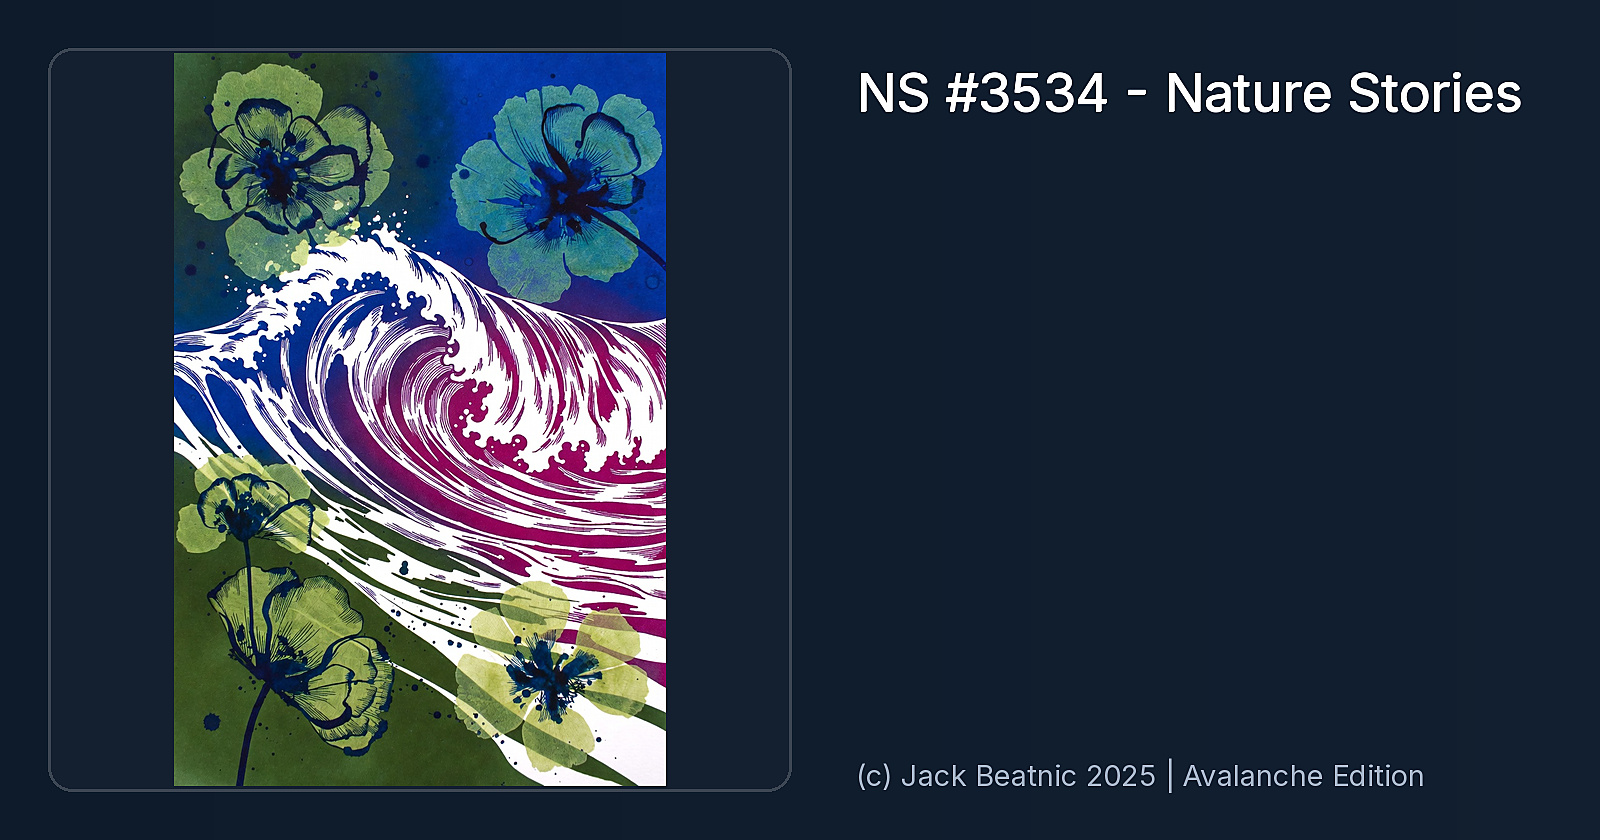 NS #3534 - Nature Stories
(c) Jack Beatnic 2025 | Avalanche Edition